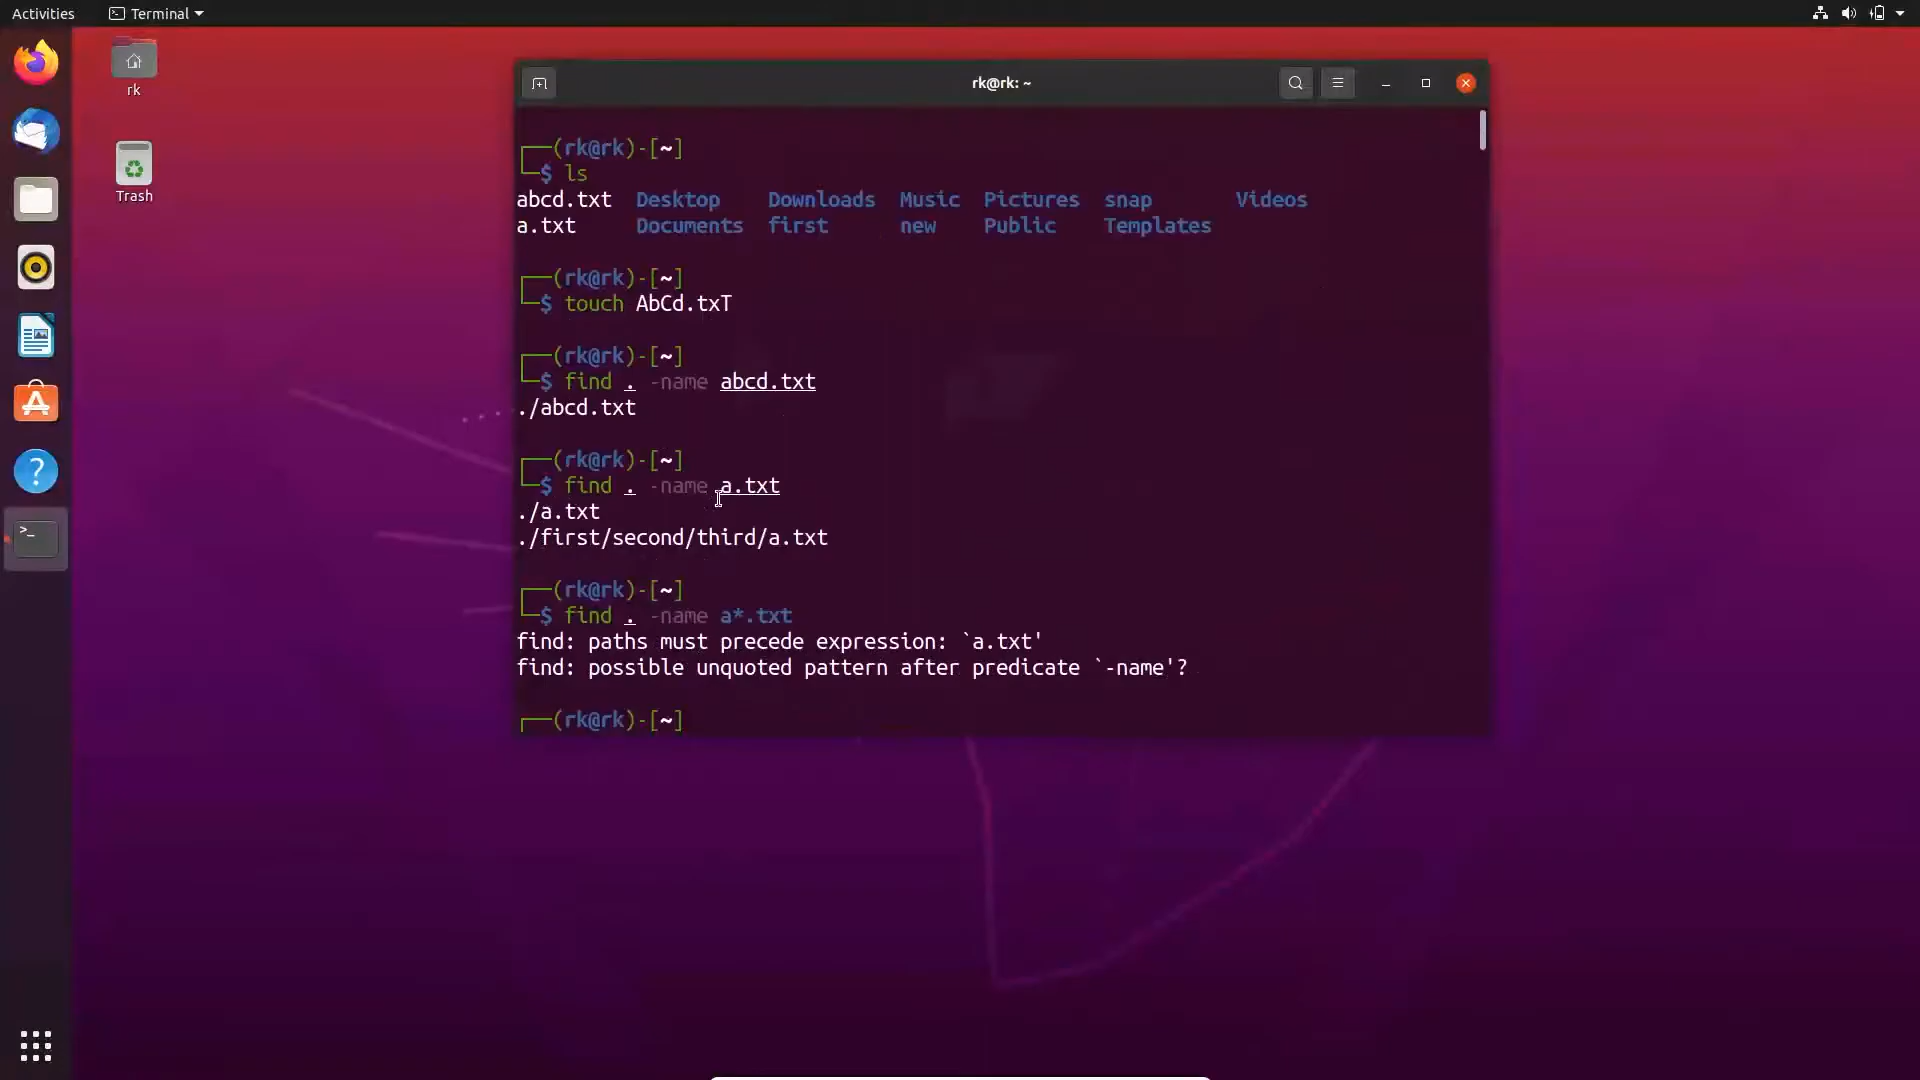 Activities
Terminal
rk
Trash
rk@rk: ~
(rk@rk)-[~]
$ ls
abcd.txt Desktop Downloads Music Pictures snap Videos
a.txt Documents first new Public Templates
(rk@rk)-[~]
$ touch AbCd.txT
(rk@rk)-[~]
$ find . -name abcd.txt
./abcd.txt
(rk@rk)-[~]
$ find . -name a.txt
./a.txt
./first/second/third/a.txt
(rk@rk)-[~]
$ find . -name a*.txt
find: paths must precede expression: `a.txt'
find: possible unquoted pattern after predicate `-name'?
(rk@rk)-[~]